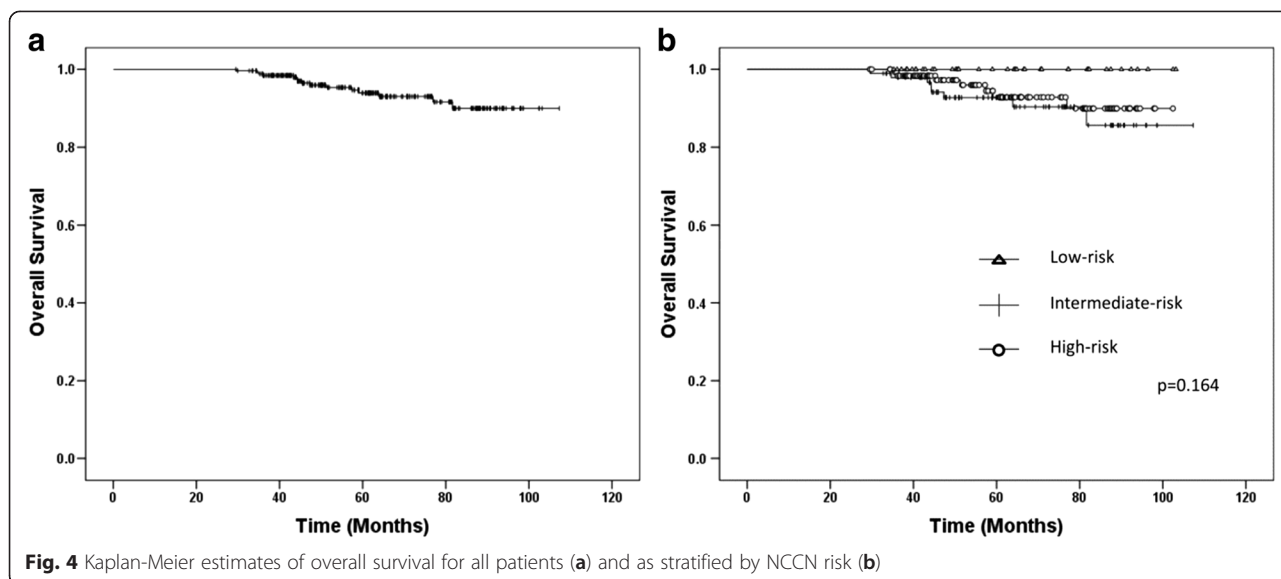 a
1.0
0.8
0.6
0.4
0.2
0.0
Overall Survival
0 20 40 60 80 100 120
Time (Months)
b
1.0
0.8
0.6
0.4
0.2
0.0
Overall Survival
Low-risk
Intermediate-risk
High-risk
p=0.164
0 20 40 60 80 100 120
Time (Months)
Fig. 4 Kaplan-Meier estimates of overall survival for all patients (a) and as stratified by NCCN risk (b)